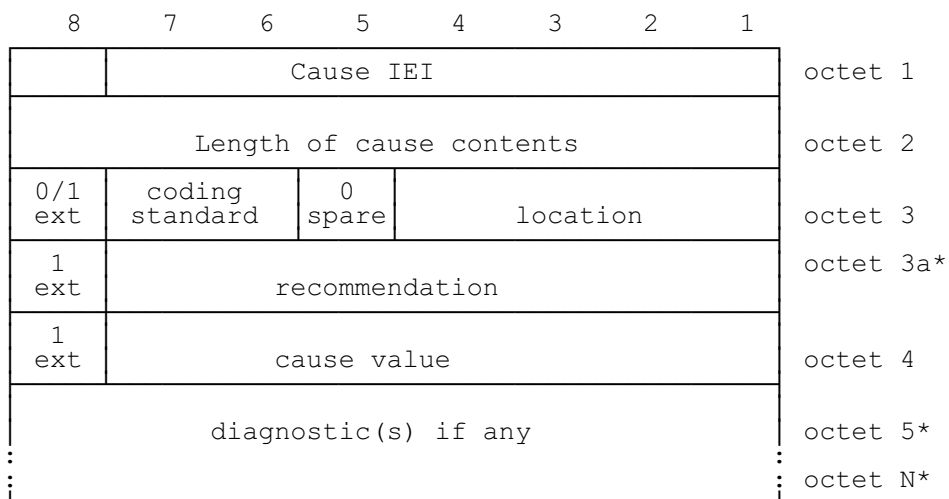 8 7 6 5 4 3 2 1
Cause IEI octet 1
Length of cause contents octet 2
0/1 coding 0
ext standard spare location octet 3
1 octet 3a*
ext recommendation
1
ext cause value octet 4
diagnostic(s) if any octet 5*
octet N*